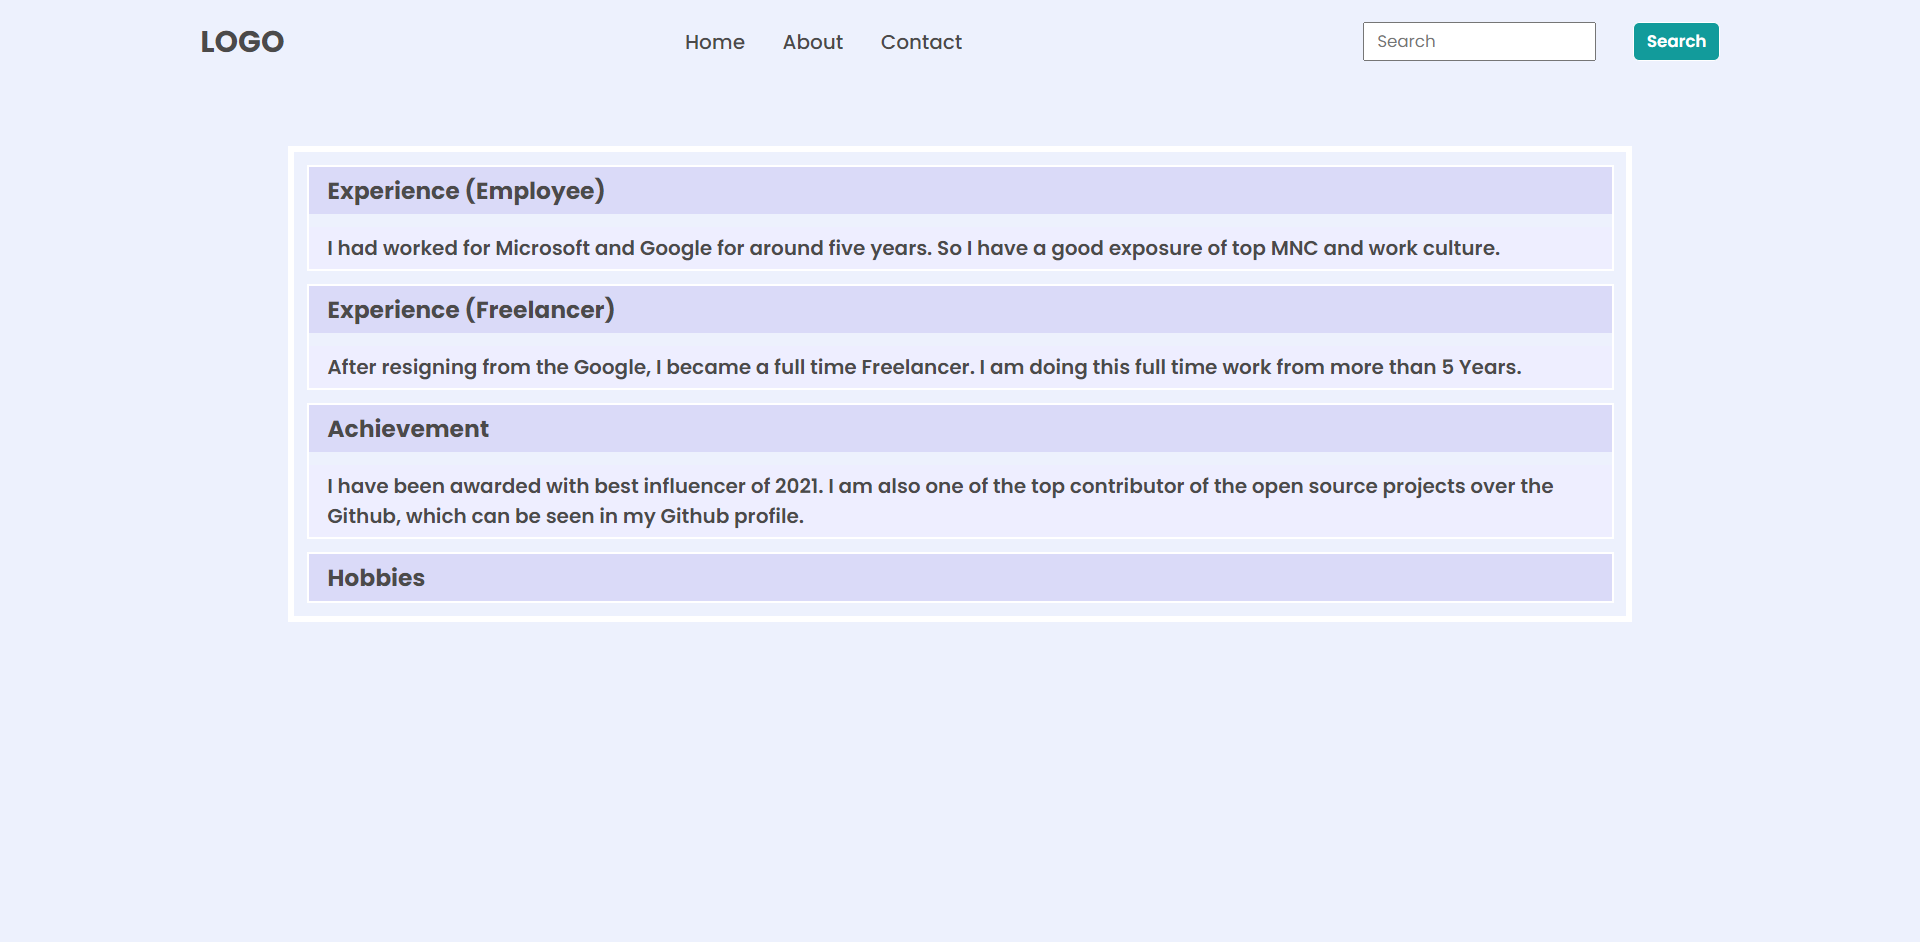 LOGO
Home
About
Contact
Search
Search
Experience (Employee)
I had worked for Microsoft and Google for around five years. So I have a good exposure of top MNC and work culture.
Experience (Freelancer)
After resigning from the Google, I became a full time Freelancer. I am doing this full time work from more than 5 Years.
Achievement
I have been awarded with best influencer of 2021. I am also one of the top contributor of the open source projects over the
Github, which can be seen in my Github profile.
Hobbies